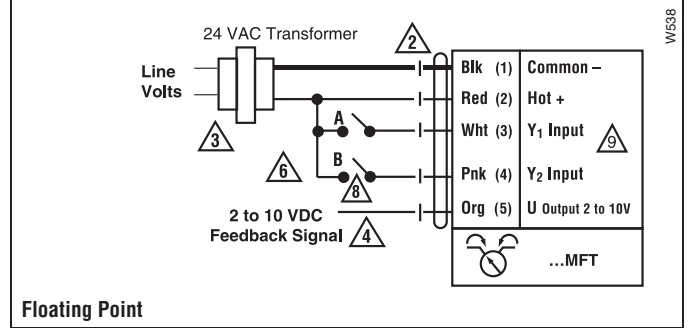 W538
24 VAC Transformer
2
Line
Volts
3
Blk (1) Common –
Red (2) Hot +
A
Wht (3) Y₁ Input
9
6
B
8
Pnk (4) Y₂ Input
2 to 10 VDC
Feedback Signal
4
Org (5) U Output 2 to 10V
...MFT
Floating Point